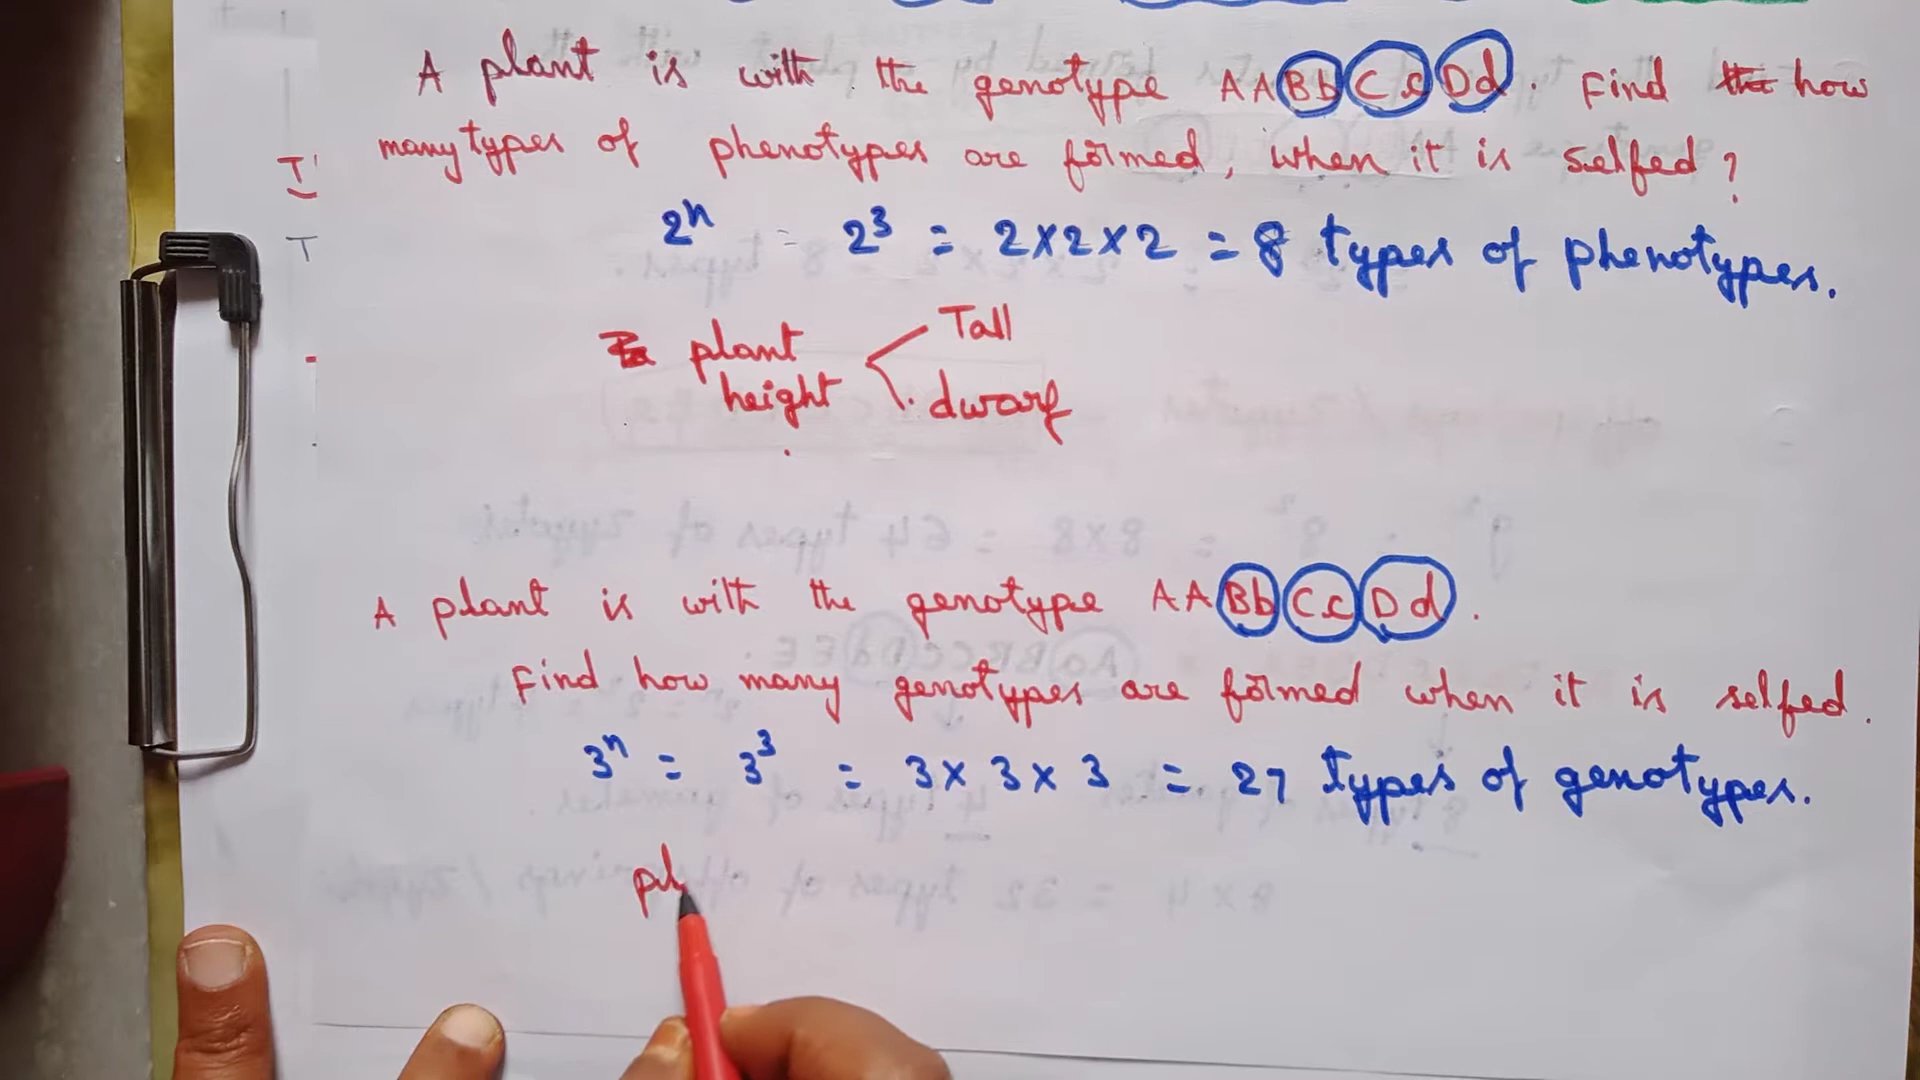 A plant is with the genotype AABbCcDd. Find how
many types of phenotypes are formed, when it is selfed?
2ⁿ = 2³ = 2×2×2 = 8 types of phenotypes.
plant height
Tall
dwarf
A plant is with the genotype AABbCcDd.
Find how many genotypes are formed when it is selfed.
3ⁿ = 3³ = 3×3×3 = 27 types of genotypes.
pl